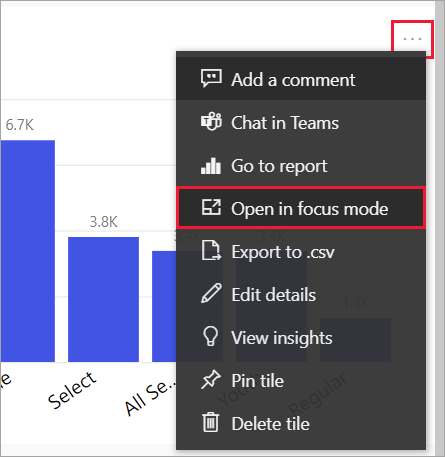 ...
Add a comment
6.7K
Chat in Teams
Go to report
Open in focus mode
3.8K
Export to .csv
Edit details
View insights
Select
All Se...
Pin tile
Regular
Delete tile